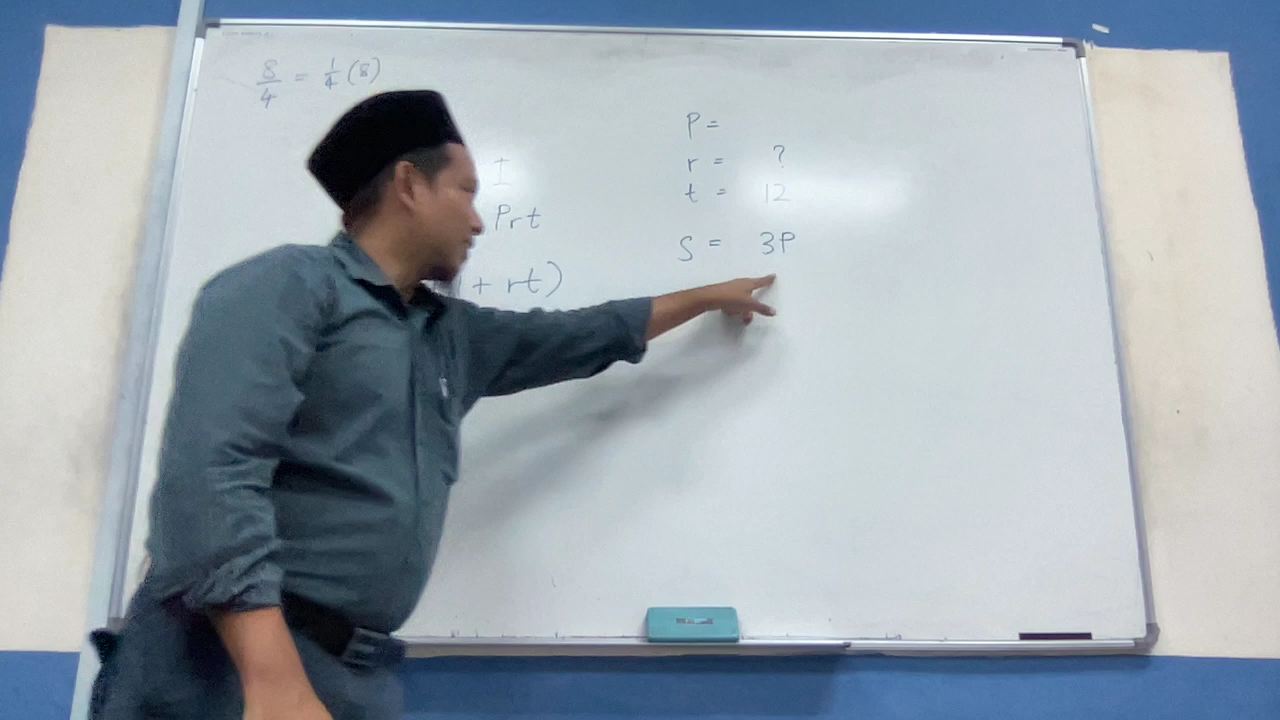 8/4 = 1/4 (8)
I
Prt
+ rt)
P =
r = ?
t = 12
S = 3P